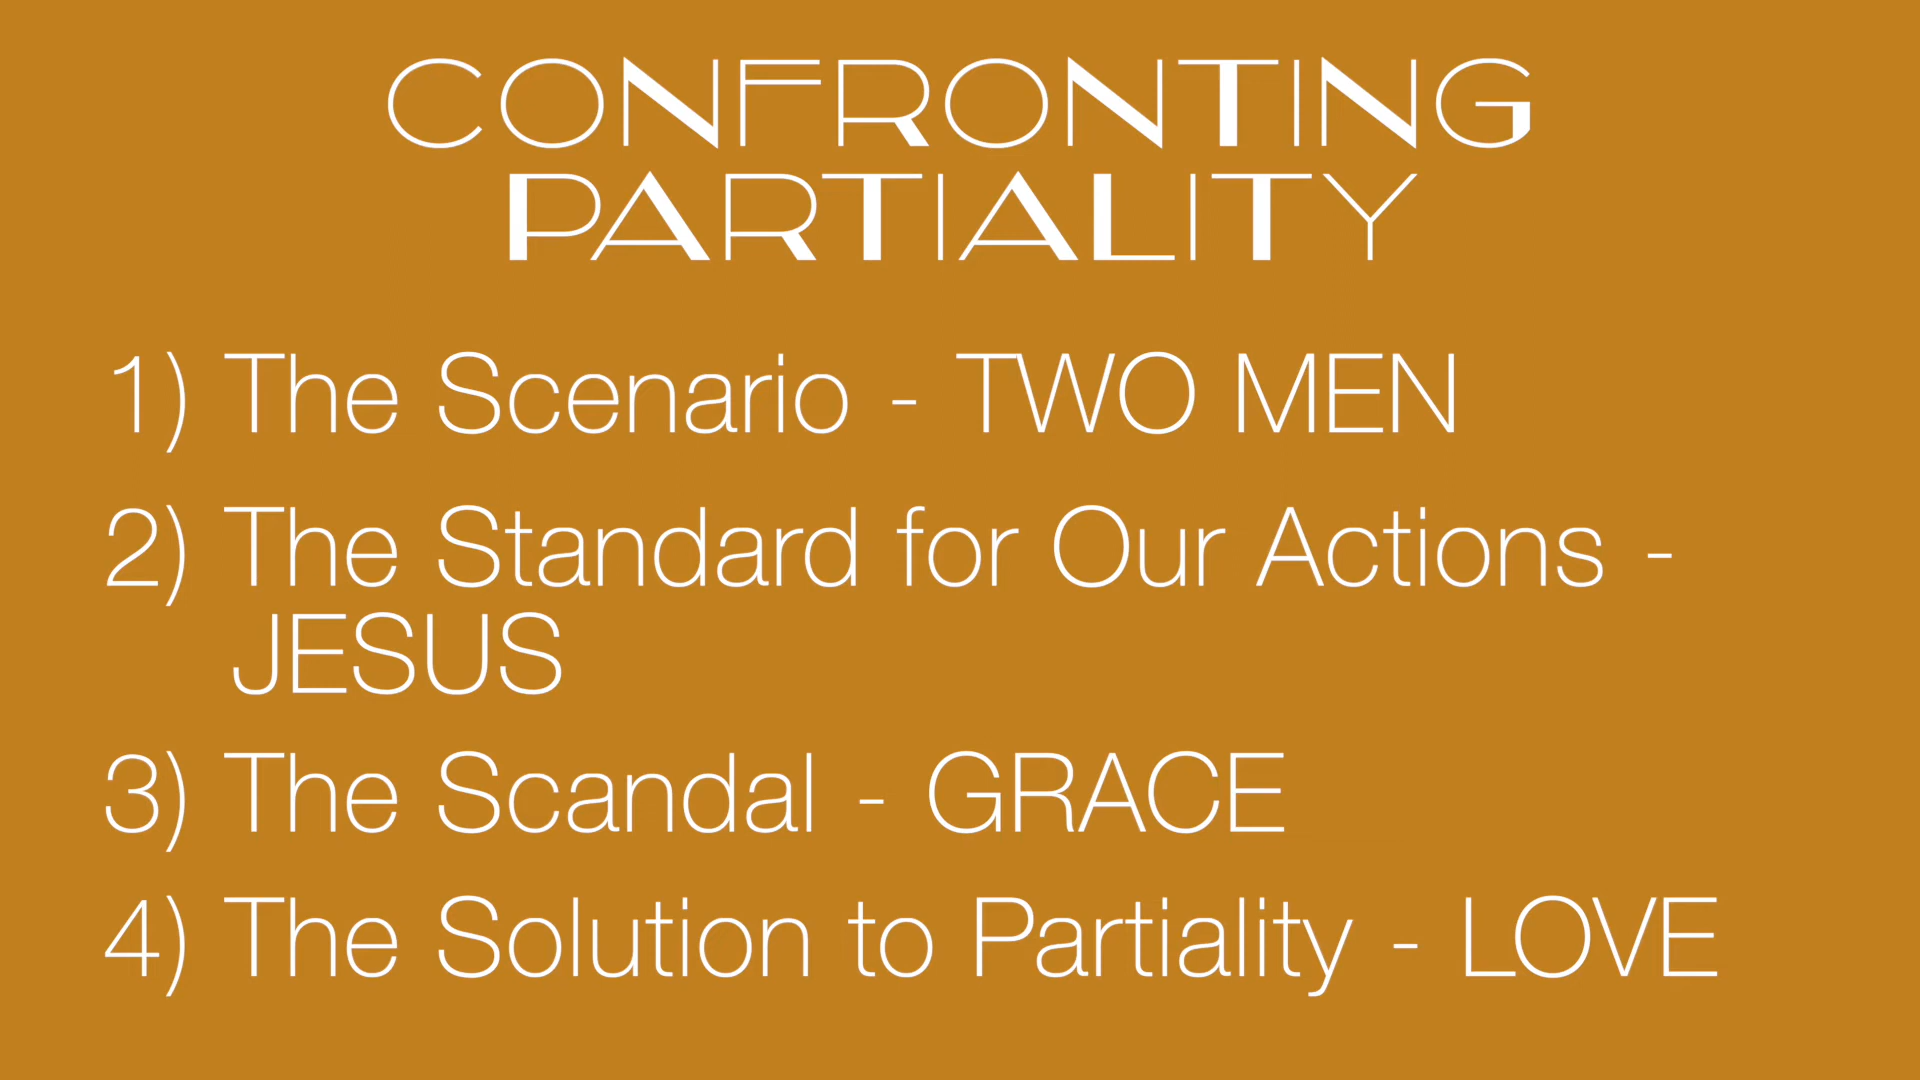 CONFRONTING
PARTIALITY
1) The Scenario - TWO MEN
2) The Standard for Our Actions -
JESUS
3) The Scandal - GRACE
4) The Solution to Partiality - LOVE